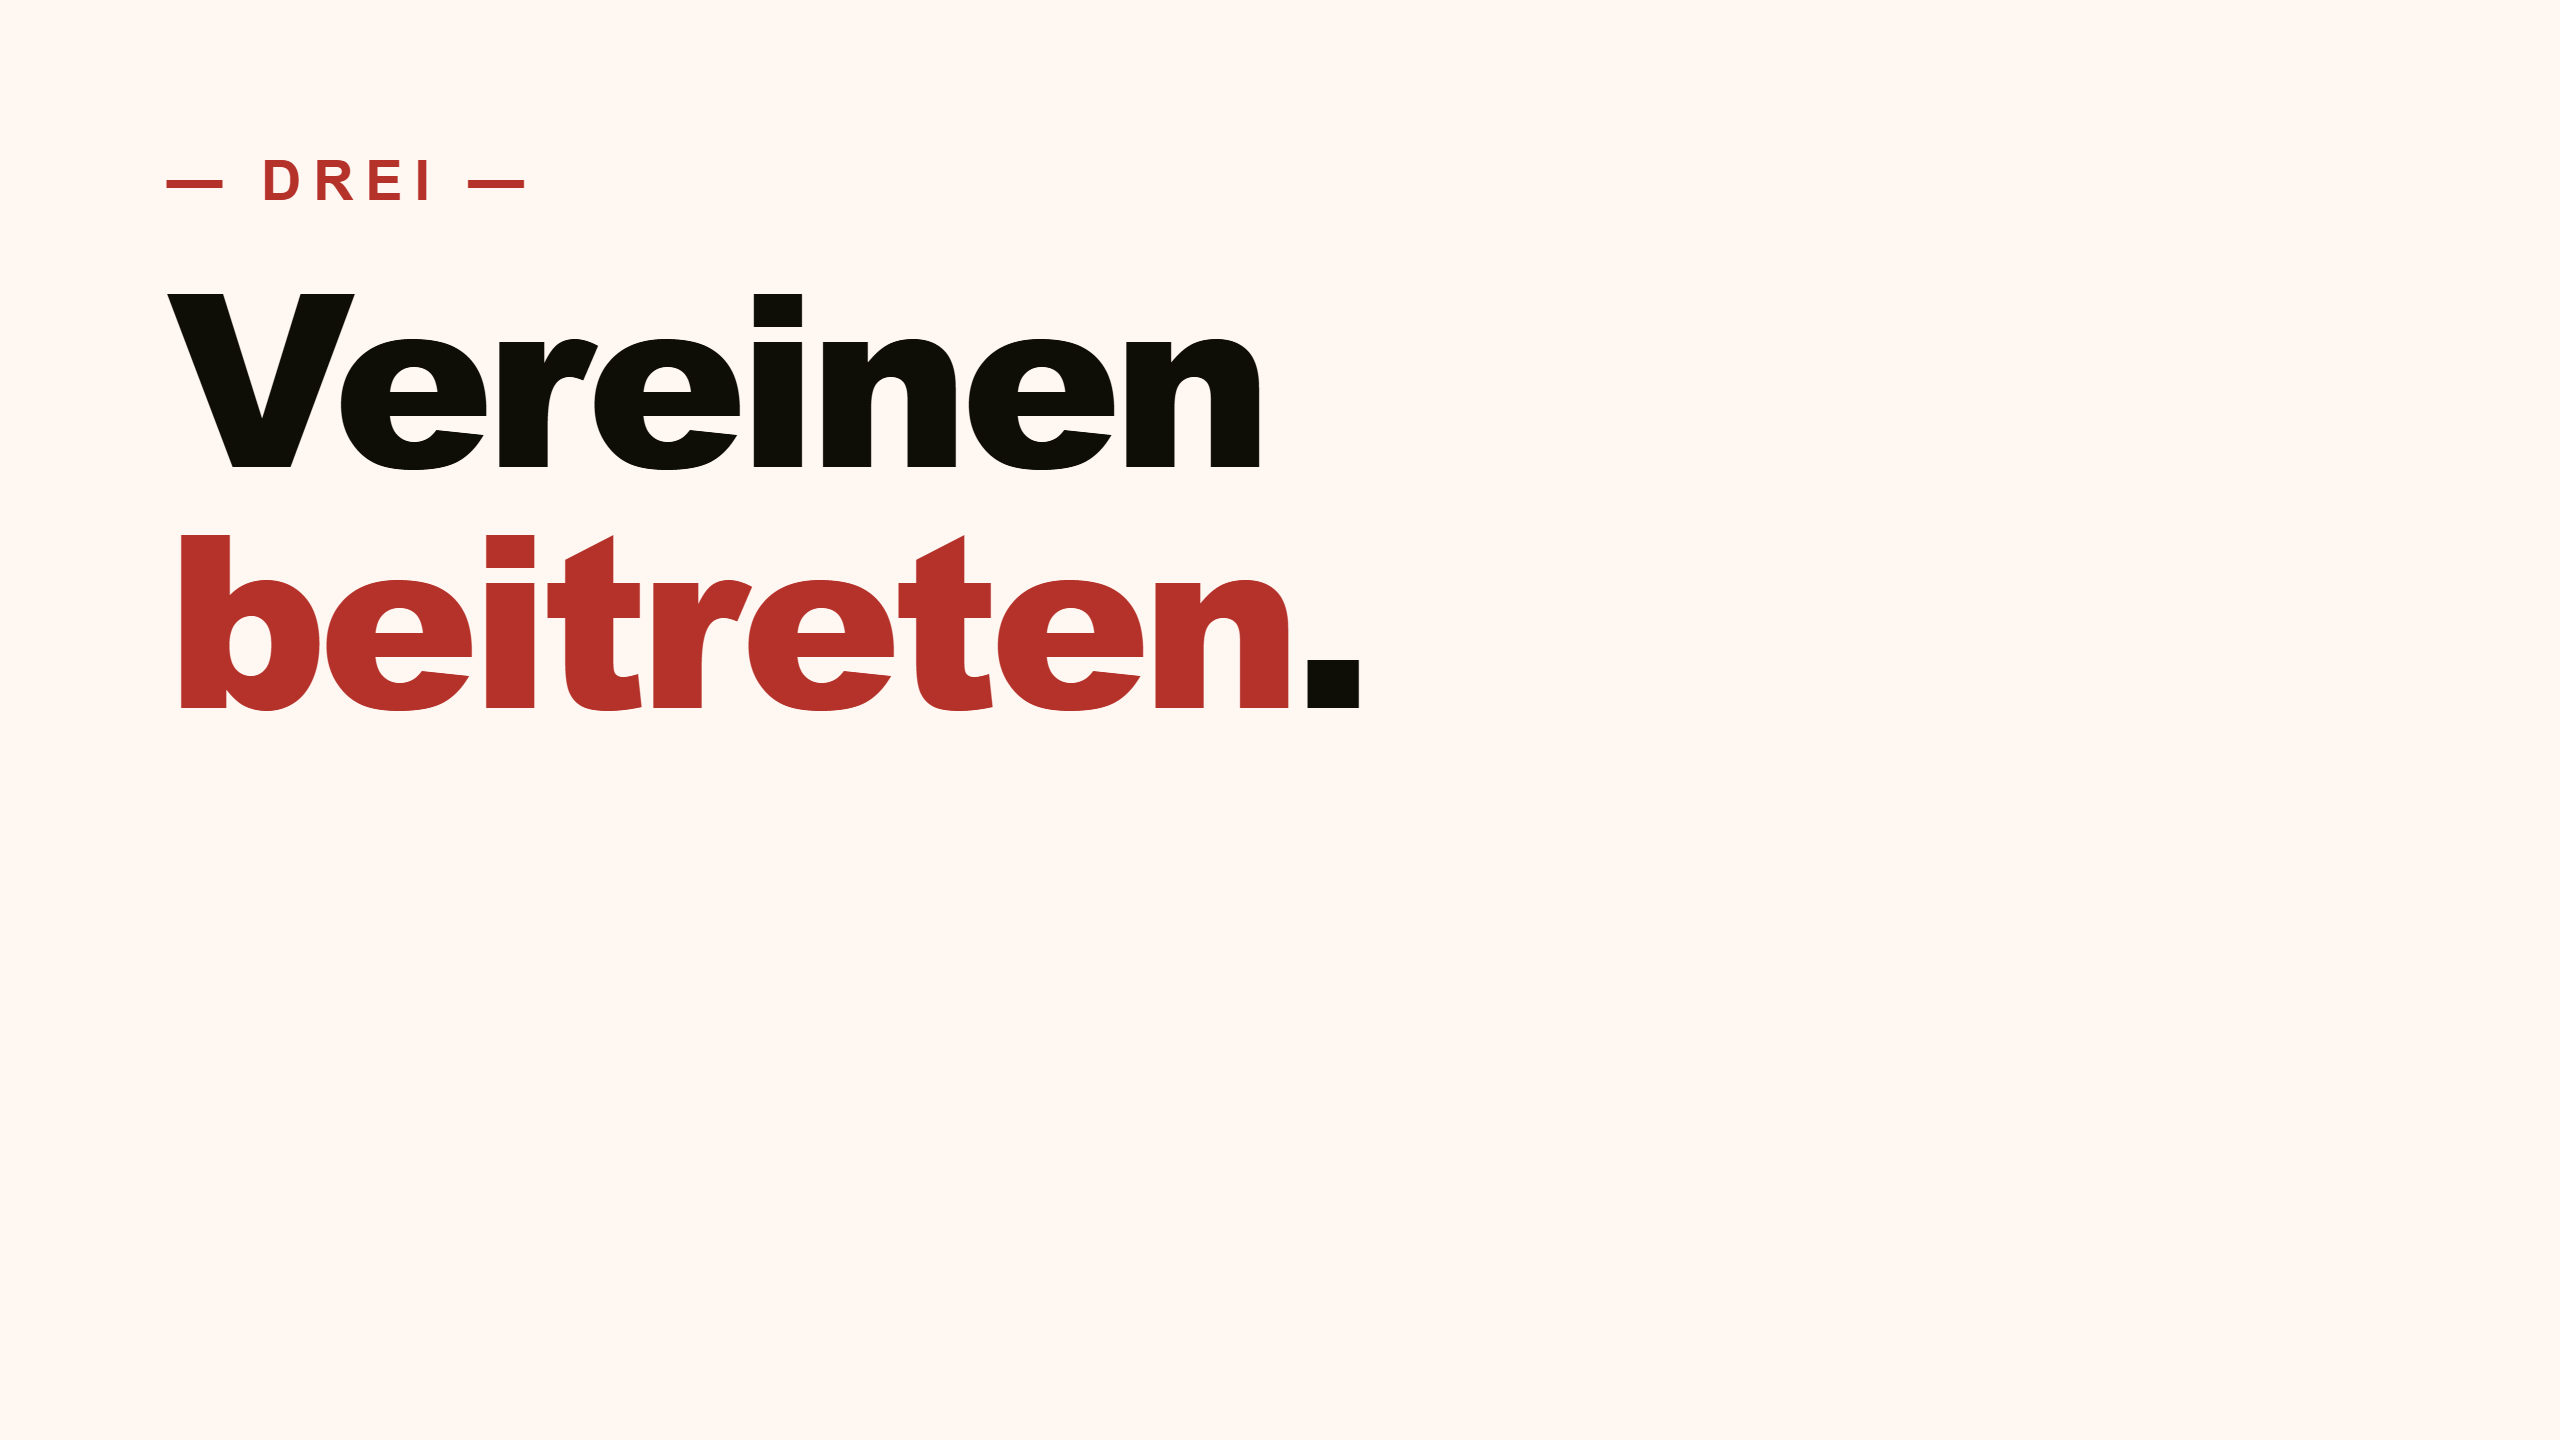 — DREI —
Vereinen
beitreten.